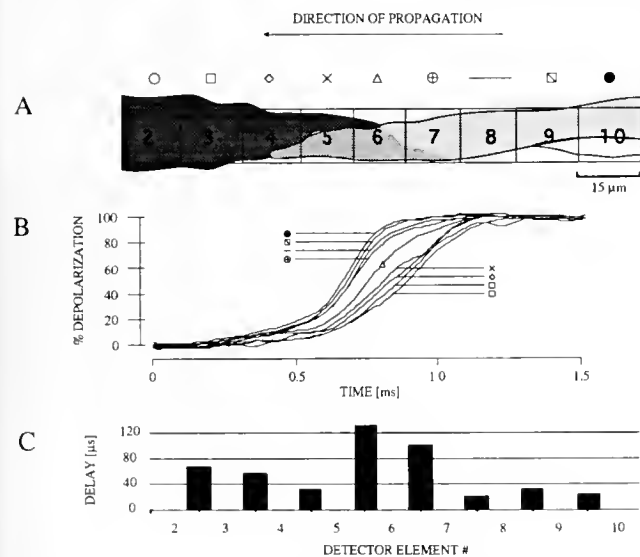 DIRECTION OF PROPAGATION
A
2 3 4 5 6 7 8 9 10
15 µm
B
% DEPOLARIZATION
100
80
60
40
20
0
0 0.5 1.0 1.5
TIME [ms]
C
DELAY [µs]
120
80
40
0
2 3 4 5 6 7 8 9 10
DETECTOR ELEMENT #